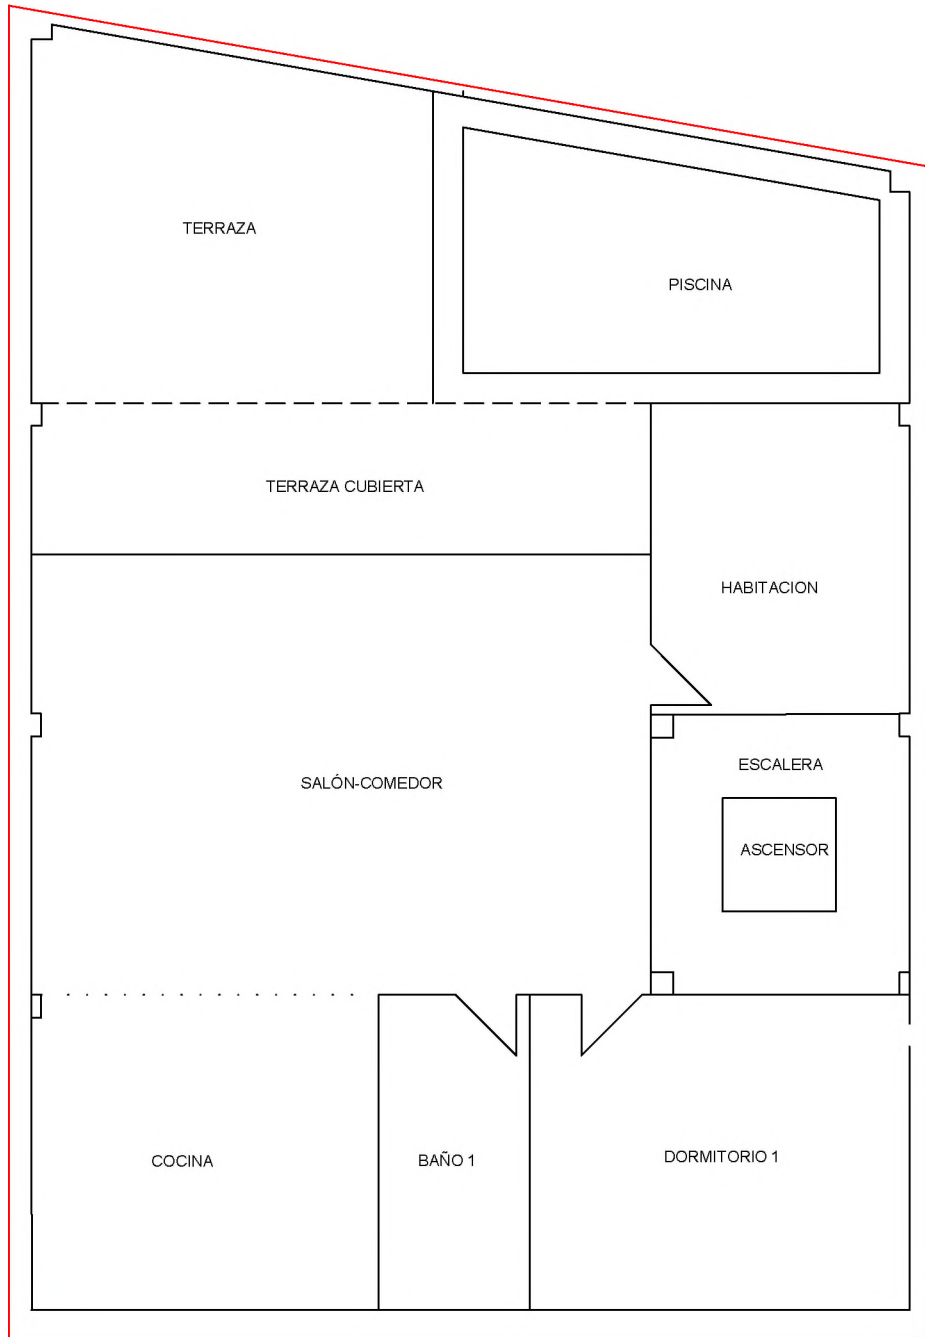 TERRAZA
PISCINA
TERRAZA CUBIERTA
HABITACION
ESCALERA
SALÓN-COMEDOR
ASCENSOR
COCINA
BAÑO 1
DORMITORIO 1